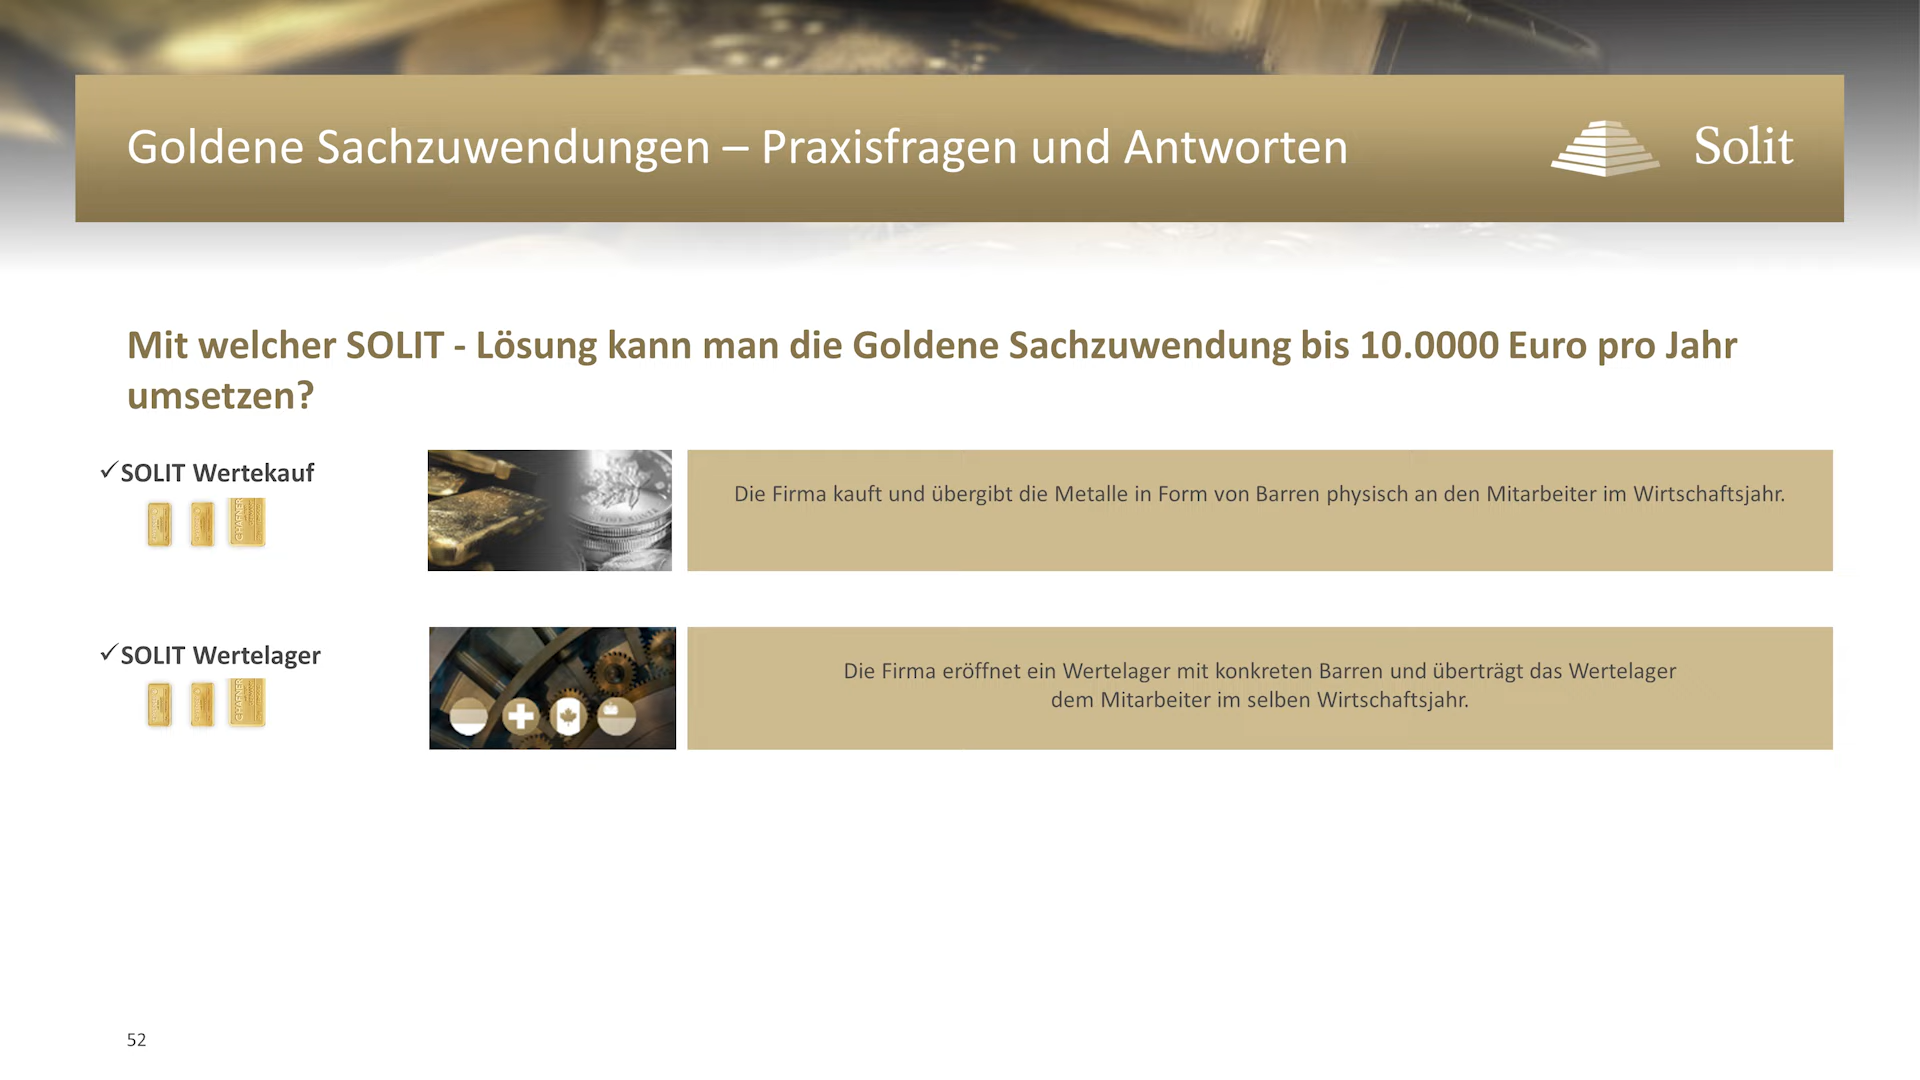 Goldene Sachzuwendungen – Praxisfragen und Antworten
Solit
Mit welcher SOLIT - Lösung kann man die Goldene Sachzuwendung bis 10.0000 Euro pro Jahr
umsetzen?
✓SOLIT Wertekauf
C.HAFNER
Die Firma kauft und übergibt die Metalle in Form von Barren physisch an den Mitarbeiter im Wirtschaftsjahr.
✓SOLIT Wertelager
C.HAFNER
Die Firma eröffnet ein Wertelager mit konkreten Barren und überträgt das Wertelager
dem Mitarbeiter im selben Wirtschaftsjahr.
52